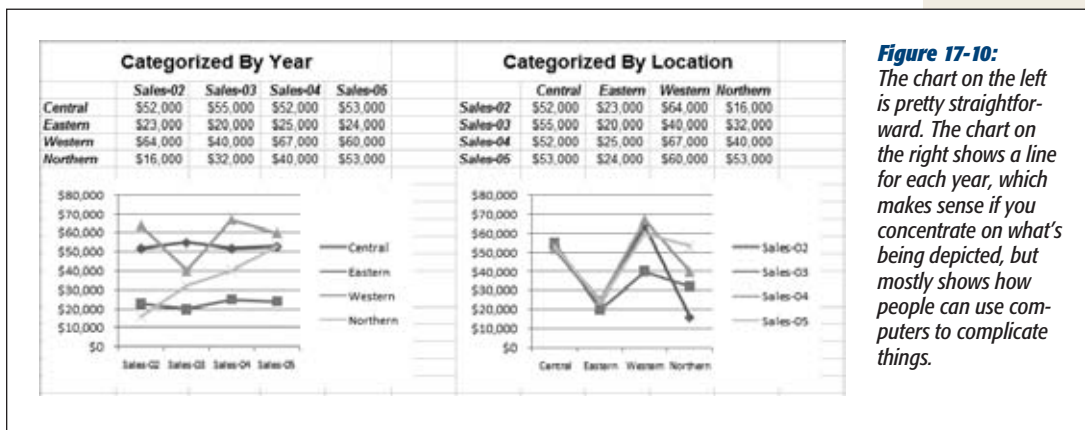 Categorized By Year
Sales-02 Sales-03 Sales-04 Sales-05
Central $52,000 $55,000 $52,000 $53,000
Eastern $23,000 $20,000 $25,000 $24,000
Western $64,000 $40,000 $67,000 $60,000
Northern $16,000 $32,000 $40,000 $53,000
$80,000
$70,000
$60,000
$50,000
$40,000
$30,000
$20,000
$10,000
$0
Sales-02 Sales-03 Sales-04 Sales-05
Central
Eastern
Western
Northern
Categorized By Location
Central Eastern Western Northern
Sales-02 $52,000 $23,000 $64,000 $16,000
Sales-03 $55,000 $20,000 $40,000 $32,000
Sales-04 $52,000 $25,000 $67,000 $40,000
Sales-05 $53,000 $24,000 $60,000 $53,000
$80,000
$70,000
$60,000
$50,000
$40,000
$30,000
$20,000
$10,000
$0
Central Eastern Western Northern
Sales-02
Sales-03
Sales-04
Sales-05
Figure 17-10:
The chart on the left
is pretty straightfor-
ward. The chart on
the right shows a line
for each year, which
makes sense if you
concentrate on what's
being depicted, but
mostly shows how
people can use com-
puters to complicate
things.